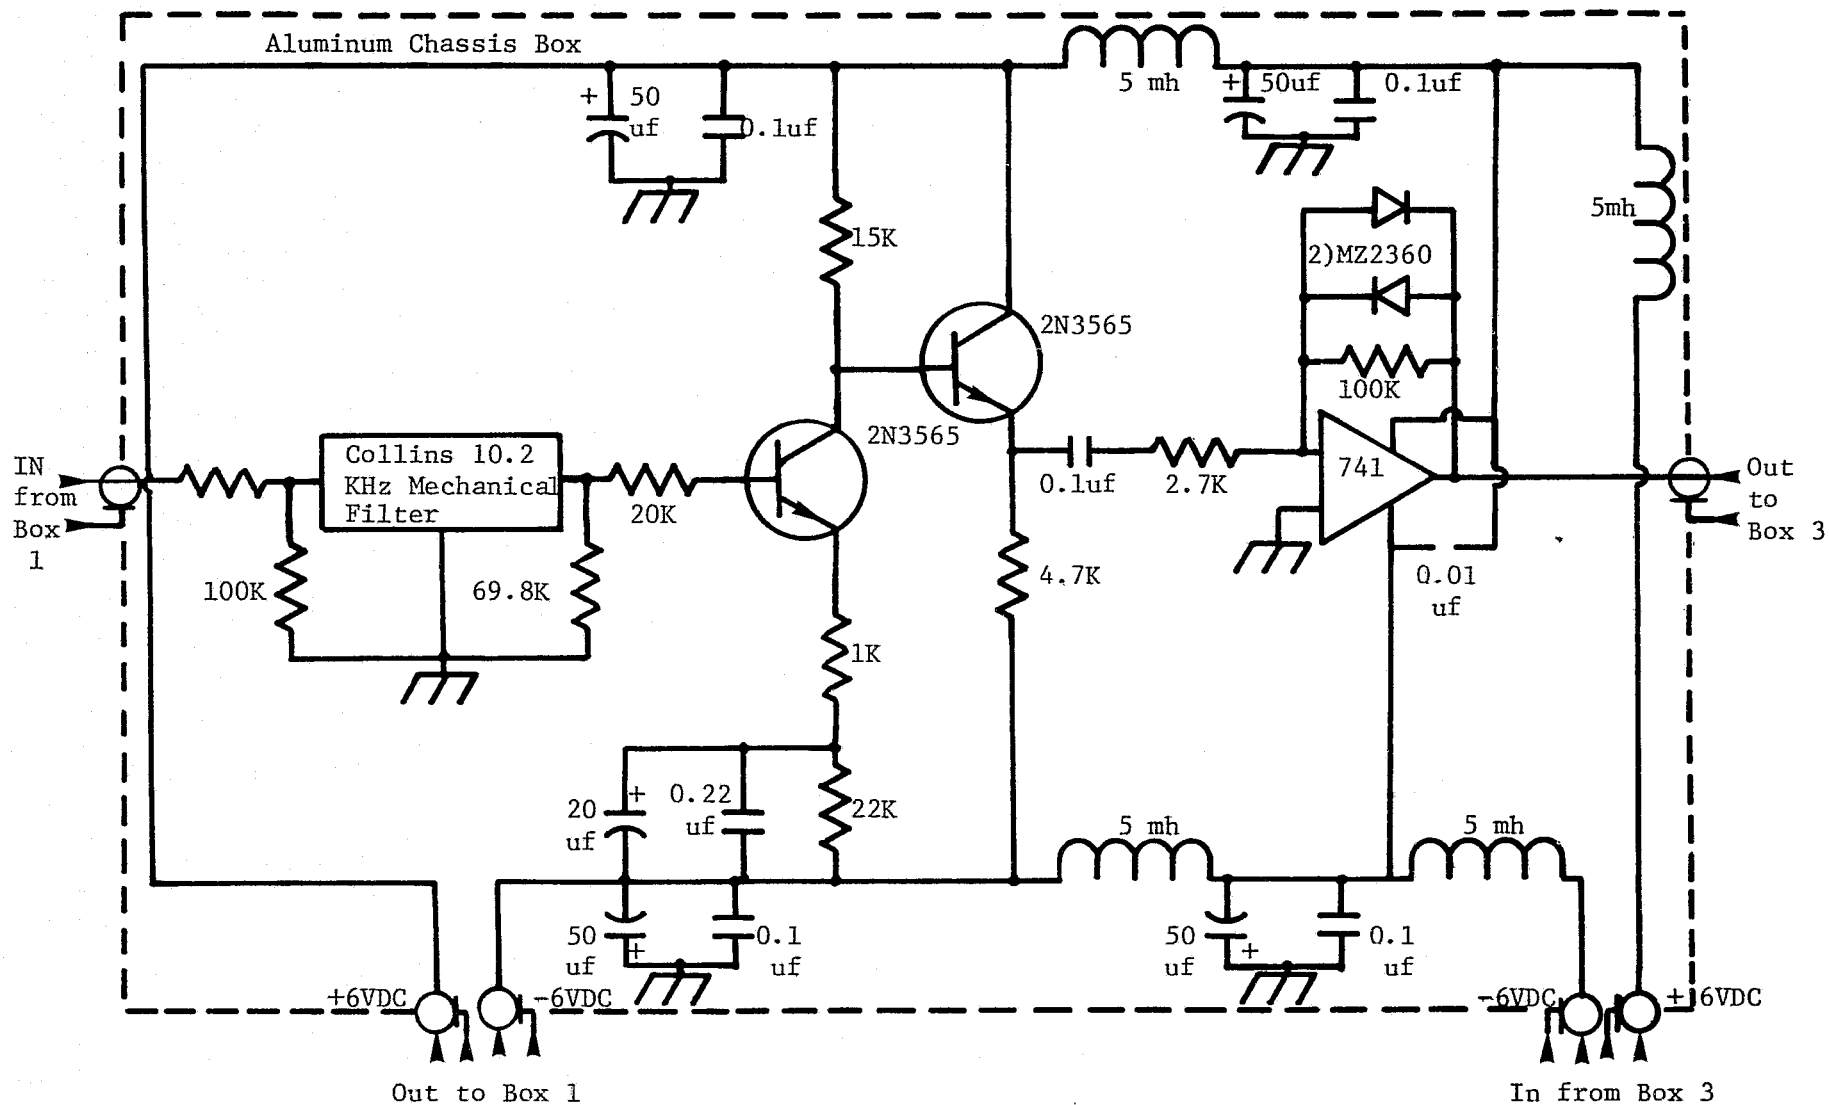 Aluminum Chassis Box
5 mh
+ 50uf
0.1uf
+ 50
uf
0.1uf
15K
5mh
2)MZ2360
2N3565
100K
2N3565
Collins 10.2
KHz Mechanical
Filter
IN
from
Box
1
741
Out
to
Box 3
20K
0.1uf
2.7K
100K
69.8K
4.7K
0.01
uf
1K
+
20
uf
0.22
uf
22K
5 mh
5 mh
50
uf
+
0.1
uf
50
uf
+
0.1
uf
+6VDC
-6VDC
-6VDC
+6VDC
Out to Box 1
In from Box 3